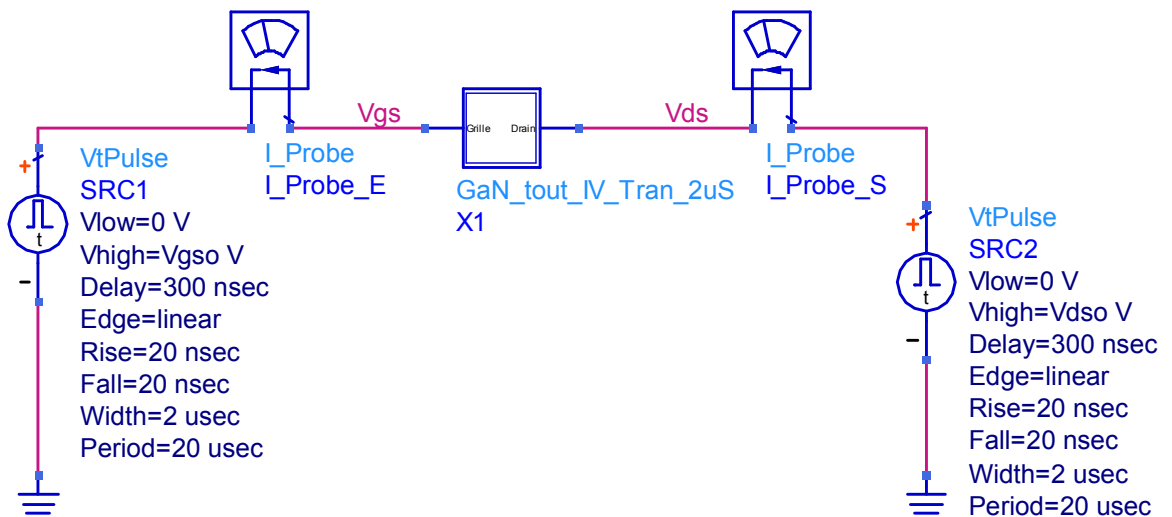 Vgs
Vds
Grille
Drain
I_Probe
I_Probe_E
I_Probe
I_Probe_S
GaN_tout_IV_Tran_2uS
X1
+
t
-
VtPulse
SRC1
Vlow=0 V
Vhigh=Vgso V
Delay=300 nsec
Edge=linear
Rise=20 nsec
Fall=20 nsec
Width=2 usec
Period=20 usec
+
t
-
VtPulse
SRC2
Vlow=0 V
Vhigh=Vdso V
Delay=300 nsec
Edge=linear
Rise=20 nsec
Fall=20 nsec
Width=2 usec
Period=20 usec